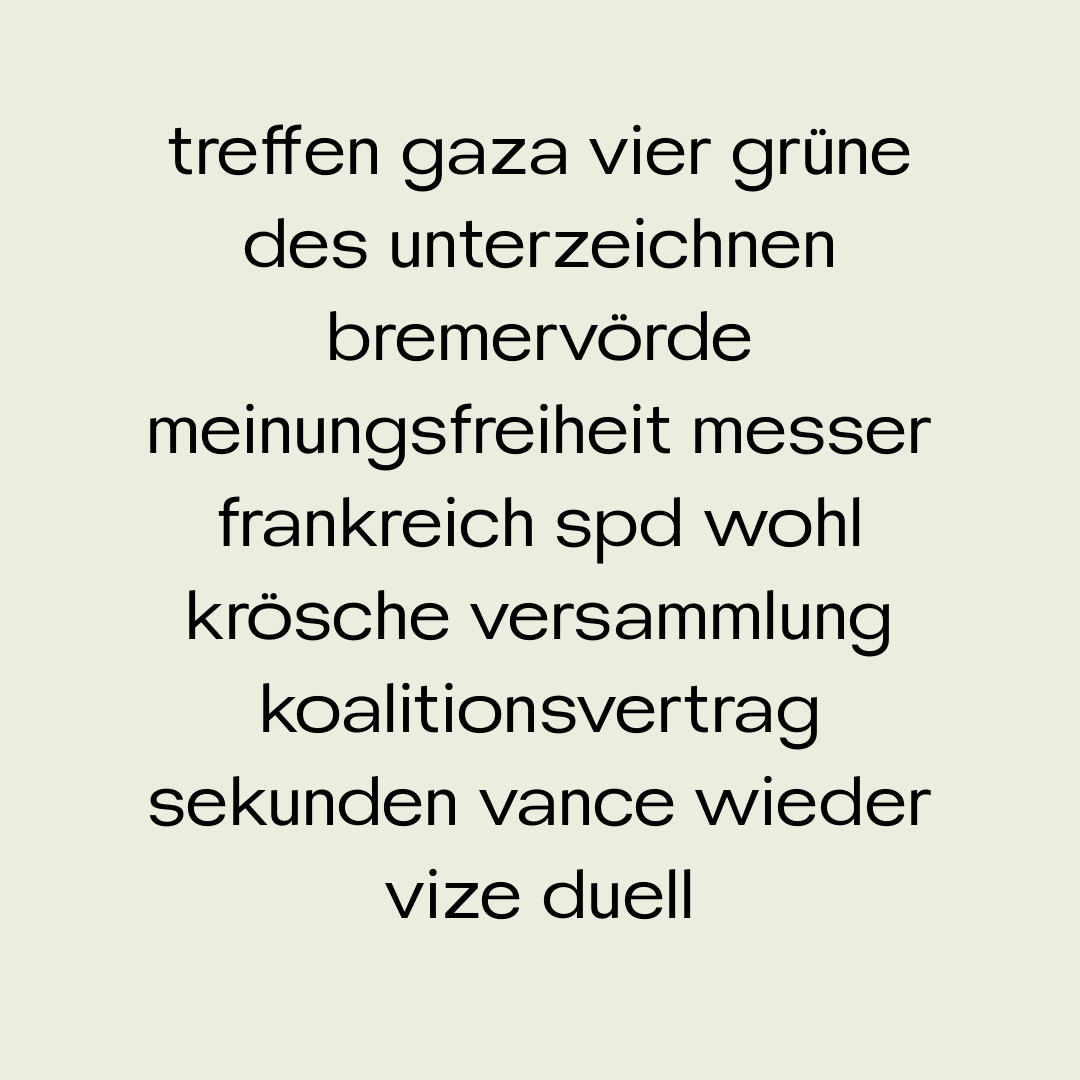 treffen gaza vier grüne
des unterzeichnen
bremervörde
meinungsfreiheit messer
frankreich spd wohl
krösche versammlung
koalitionsvertrag
sekunden vance wieder
vize duell